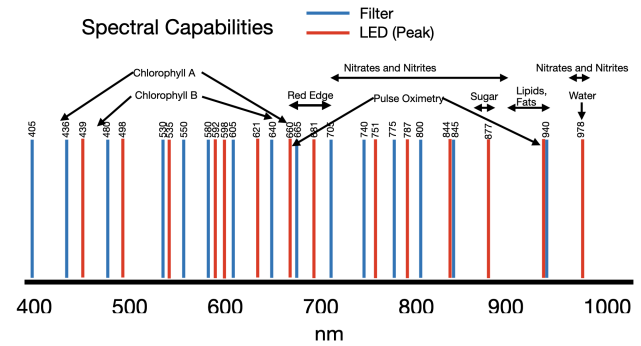 Spectral Capabilities
Filter
LED (Peak)
Nitrates and Nitrites
Nitrates and Nitrites
Chlorophyll A
Chlorophyll B
Red Edge
Pulse Oximetry
Sugar
Lipids,
Fats
Water
405
436
439
480
498
530
535
550
580
592
598
605
621
640
660
665
681
705
740
751
775
787
800
844
845
877
940
978
400 500 600 700 800 900 1000
nm